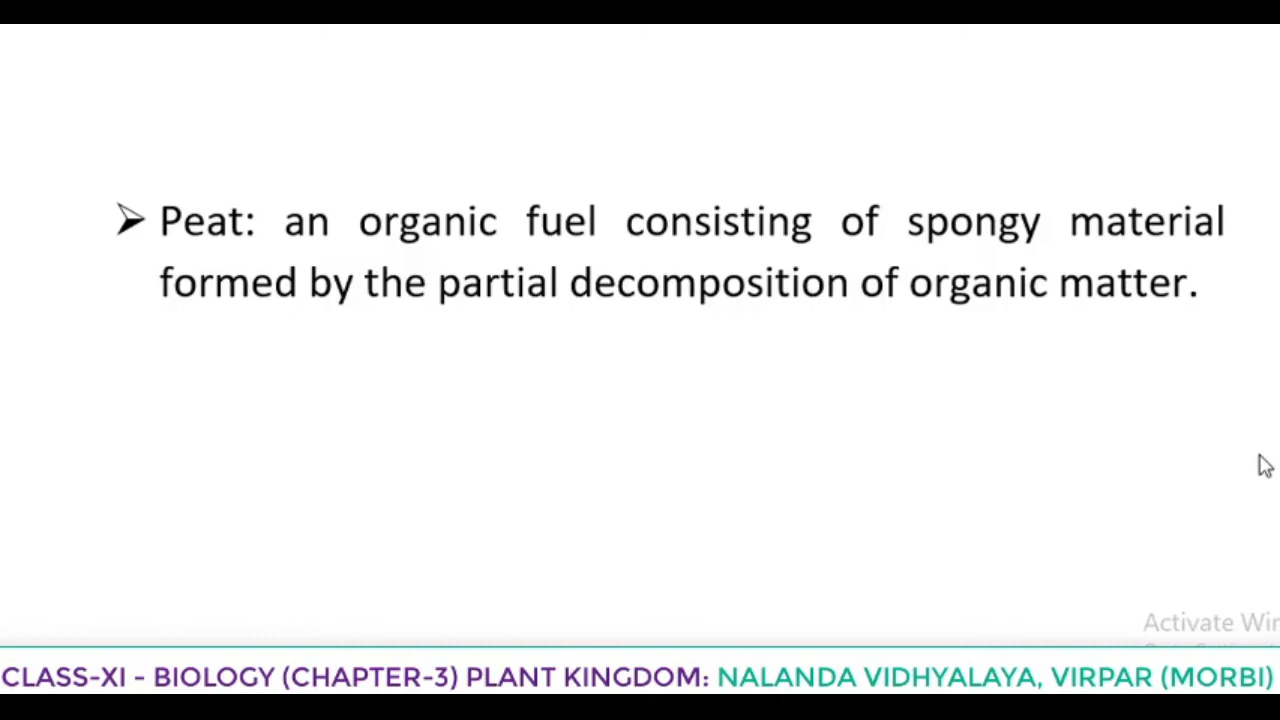 ➢ Peat: an organic fuel consisting of spongy material
formed by the partial decomposition of organic matter.
Activate Win
CLASS-XI - BIOLOGY (CHAPTER-3) PLANT KINGDOM: NALANDA VIDHYALAYA, VIRPAR (MORBI)